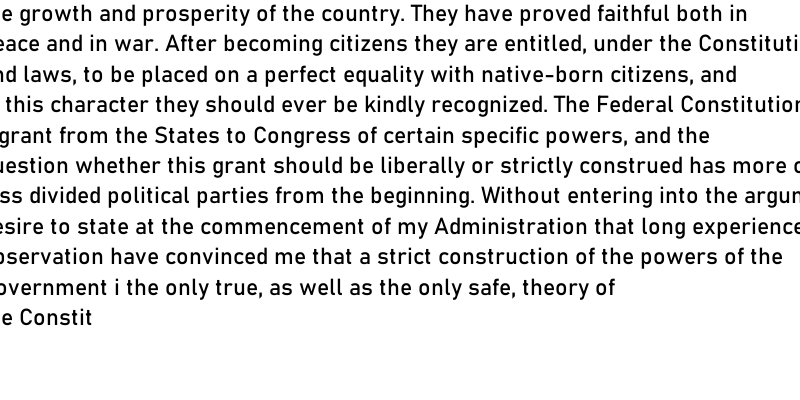 e growth and prosperity of the country. They have proved faithful both in
eace and in war. After becoming citizens they are entitled, under the Constituti
nd laws, to be placed on a perfect equality with native-born citizens, and
this character they should ever be kindly recognized. The Federal Constitution
grant from the States to Congress of certain specific powers, and the
uestion whether this grant should be liberally or strictly construed has more o
ss divided political parties from the beginning. Without entering into the argum
esire to state at the commencement of my Administration that long experience
bservation have convinced me that a strict construction of the powers of the
overnment i the only true, as well as the only safe, theory of
e Constit